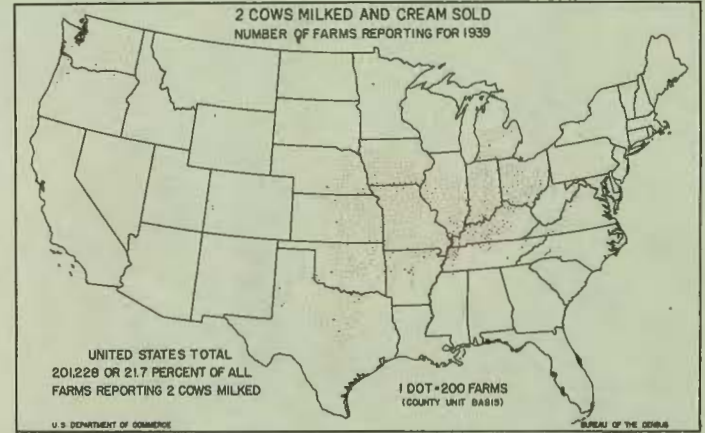 2 COWS MILKED AND CREAM SOLD
NUMBER OF FARMS REPORTING FOR 1939
UNITED STATES TOTAL
201,228 OR 21.7 PERCENT OF ALL
FARMS REPORTING 2 COWS MILKED
1 DOT=200 FARMS
(COUNTY UNIT BASIS)
U.S DEPARTMENT OF COMMERCE
BUREAU OF THE CENSUS